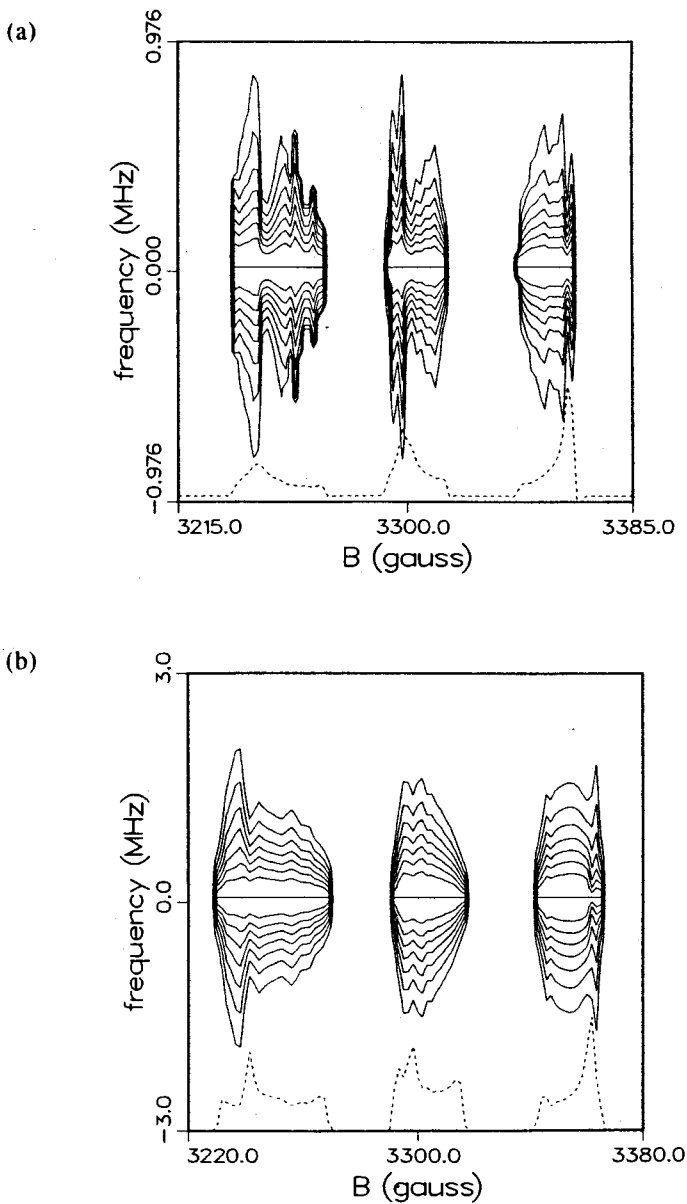 (a)
0.976
0.000
-0.976
frequency (MHz)
3215.0
3300.0
3385.0
B (gauss)
(b)
3.0
0.0
-3.0
frequency (MHz)
3220.0
3300.0
3380.0
B (gauss)